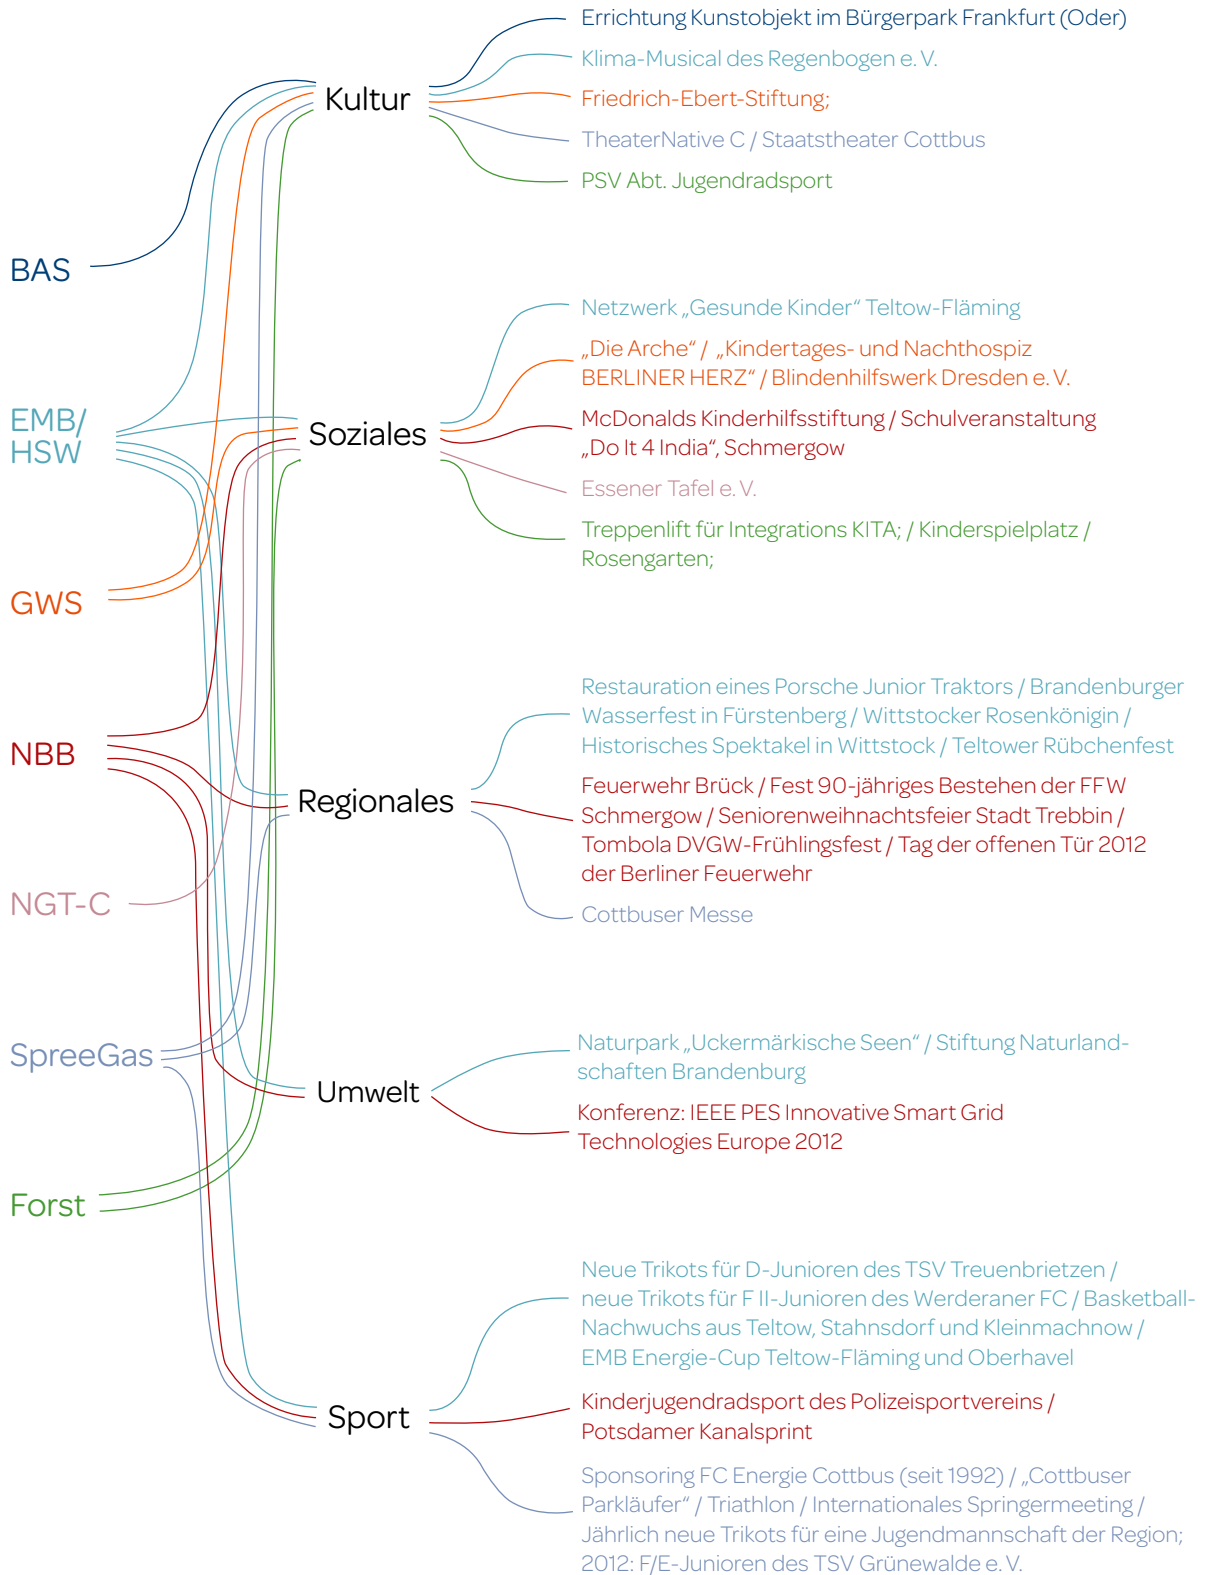 BAS
EMB/
HSW
GWS
NBB
NGT-C
SpreeGas
Forst
Kultur
Errichtung Kunstobjekt im Bürgerpark Frankfurt (Oder)
Klima-Musical des Regenbogen e. V.
Friedrich-Ebert-Stiftung;
TheaterNative C / Staatstheater Cottbus
PSV Abt. Jugendradsport
Soziales
Netzwerk „Gesunde Kinder“ Teltow-Fläming
„Die Arche“ / „Kindertages- und Nachthospiz
BERLINER HERZ“ / Blindenhilfswerk Dresden e. V.
McDonalds Kinderhilfsstiftung / Schulveranstaltung
„Do It 4 India“, Schmergow
Essener Tafel e. V.
Treppenlift für Integrations KITA; / Kinderspielplatz /
Rosengarten;
Regionales
Restauration eines Porsche Junior Traktors / Brandenburger
Wasserfest in Fürstenberg / Wittstocker Rosenkönigin /
Historisches Spektakel in Wittstock / Teltower Rübchenfest
Feuerwehr Brück / Fest 90-jähriges Bestehen der FFW
Schmergow / Seniorenweihnachtsfeier Stadt Trebbin /
Tombola DVGW-Frühlingsfest / Tag der offenen Tür 2012
der Berliner Feuerwehr
Cottbuser Messe
Umwelt
Naturpark „Uckermärkische Seen“ / Stiftung Naturland-
schaften Brandenburg
Konferenz: IEEE PES Innovative Smart Grid
Technologies Europe 2012
Sport
Neue Trikots für D-Junioren des TSV Treuenbrietzen /
neue Trikots für F II-Junioren des Werderaner FC / Basketball-
Nachwuchs aus Teltow, Stahnsdorf und Kleinmachnow /
EMB Energie-Cup Teltow-Fläming und Oberhavel
Kinderjugendradsport des Polizeisportvereins /
Potsdamer Kanalsprint
Sponsoring FC Energie Cottbus (seit 1992) / „Cottbuser
Parkläufer“ / Triathlon / Internationales Springermeeting /
Jährlich neue Trikots für eine Jugendmannschaft der Region;
2012: F/E-Junioren des TSV Grünewalde e. V.